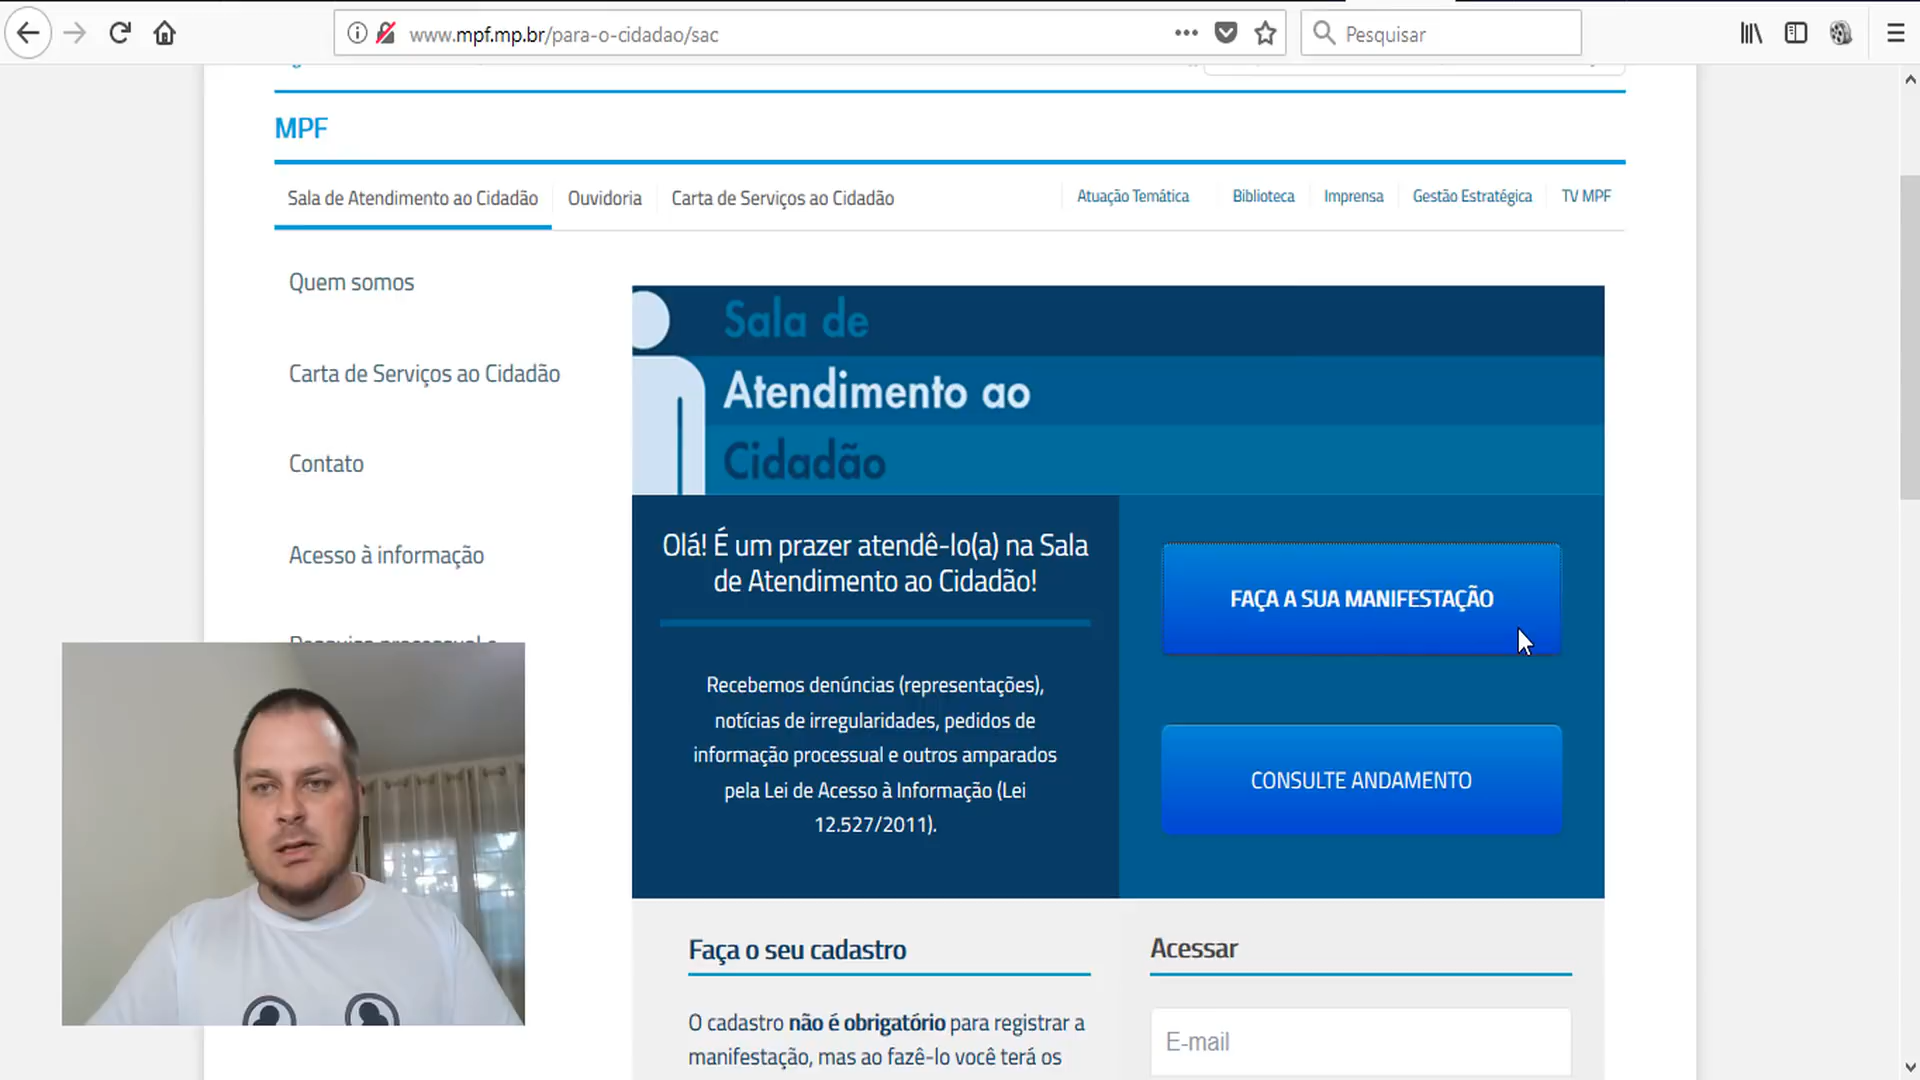 www.mpf.mp.br/para-o-cidadao/sac
Pesquisar
MPF
Sala de Atendimento ao Cidadão
Ouvidoria
Carta de Serviços ao Cidadão
Atuação Temática
Biblioteca
Imprensa
Gestão Estratégica
TV MPF
Quem somos
Carta de Serviços ao Cidadão
Contato
Acesso à informação
Sala de
Atendimento ao
Cidadão
Olá! É um prazer atendê-lo(a) na Sala
de Atendimento ao Cidadão!
Recebemos denúncias (representações),
notícias de irregularidades, pedidos de
informação processual e outros amparados
pela Lei de Acesso à Informação (Lei
12.527/2011).
FAÇA A SUA MANIFESTAÇÃO
CONSULTE ANDAMENTO
Faça o seu cadastro
O cadastro não é obrigatório para registrar a
manifestação, mas ao fazê-lo você terá os
Acessar
E-mail